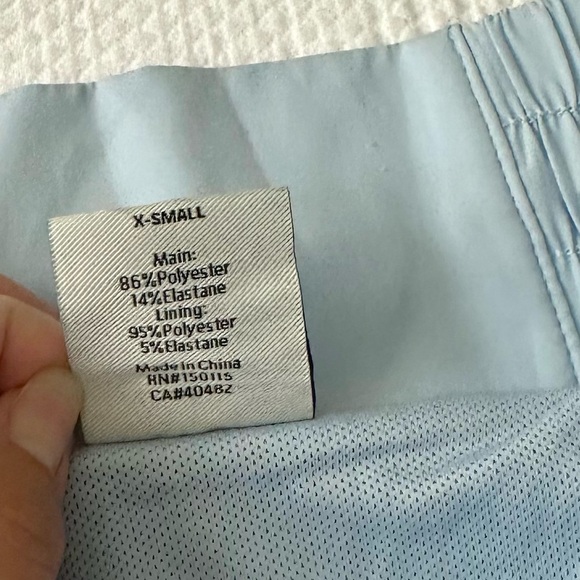 X-SMALL
Main:
86%Polyester
14%Elastane
Lining:
95%Polyester
5%Elastane
Made in China
RN#150115
CA#40482